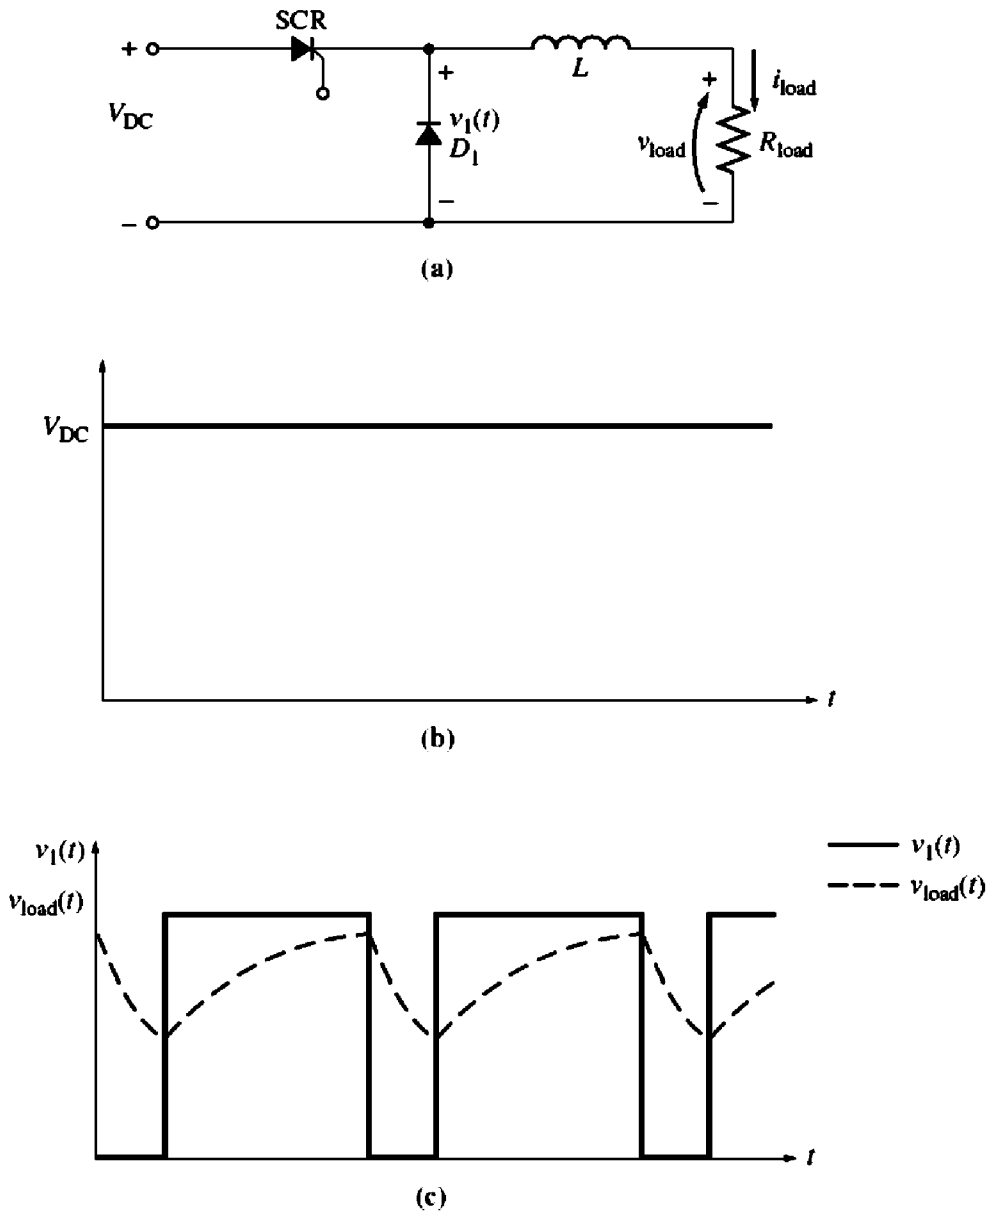 SCR
+
L
+
i_load
V_DC
+
v_1(t)
D_1
v_load
R_load
–
–
–
(a)
V_DC
t
(b)
v_1(t)
v_load(t)
v_1(t)
v_load(t)
t
(c)